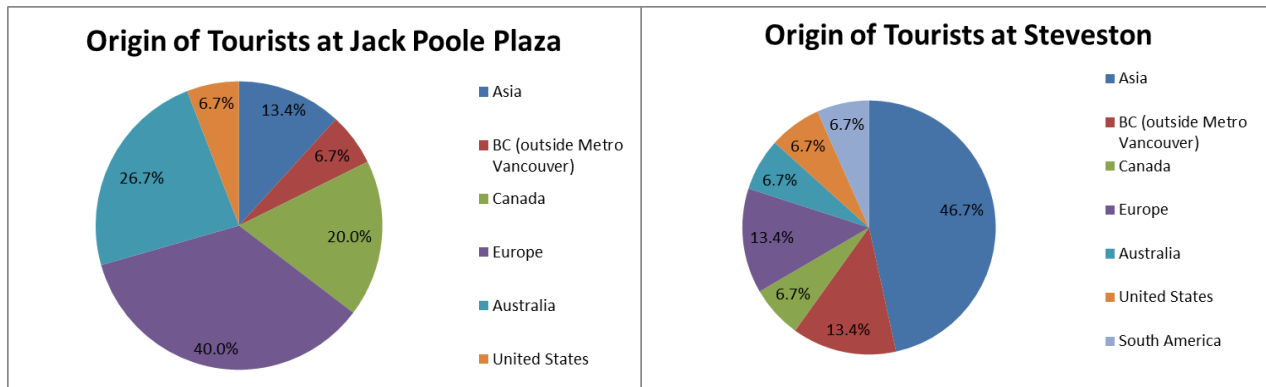 Origin of Tourists at Jack Poole Plaza
6.7%
13.4%
6.7%
20.0%
40.0%
26.7%
Asia
BC (outside Metro
Vancouver)
Canada
Europe
Australia
United States
Origin of Tourists at Steveston
6.7%
6.7%
6.7%
13.4%
6.7%
13.4%
46.7%
Asia
BC (outside Metro
Vancouver)
Canada
Europe
Australia
United States
South America